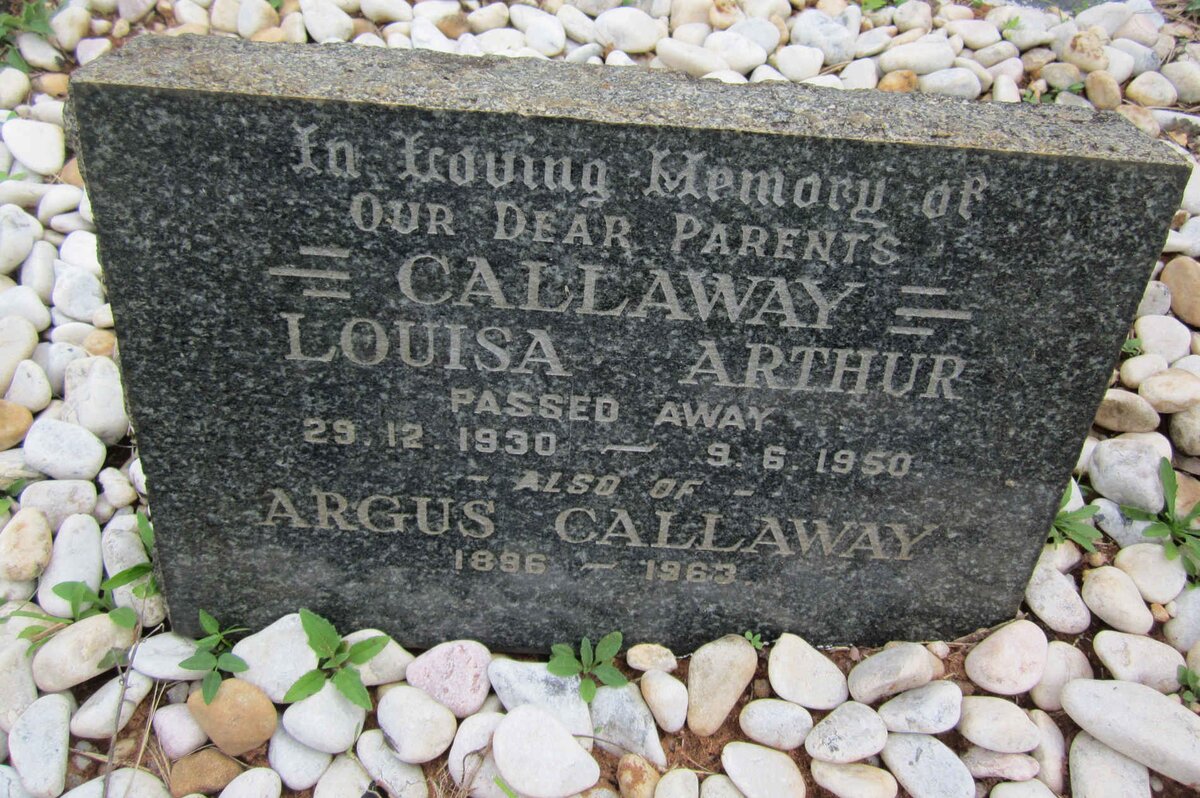 In Loving Memory of
OUR DEAR PARENTS
CALLAWAY
LOUISA ARTHUR
PASSED AWAY
29.12.1930 — 9.6.1950
- ALSO OF -
ARGUS CALLAWAY
1896 - 1963.